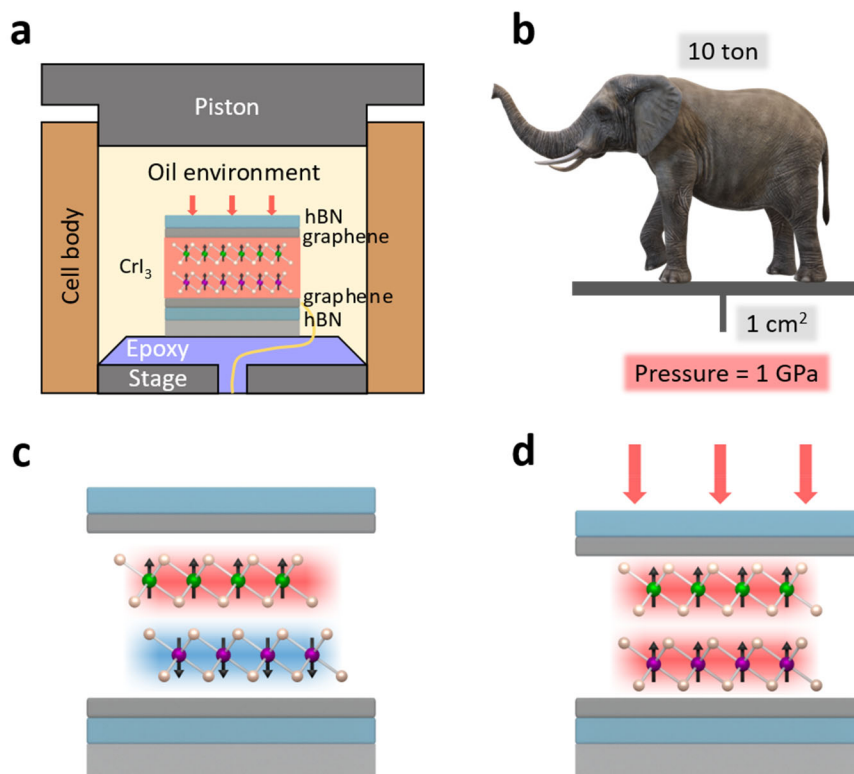 a
Piston
Oil environment
hBN
graphene
CrI₃
graphene
hBN
Epoxy
Stage
Cell body
b
10 ton
1 cm²
Pressure = 1 GPa
c
d